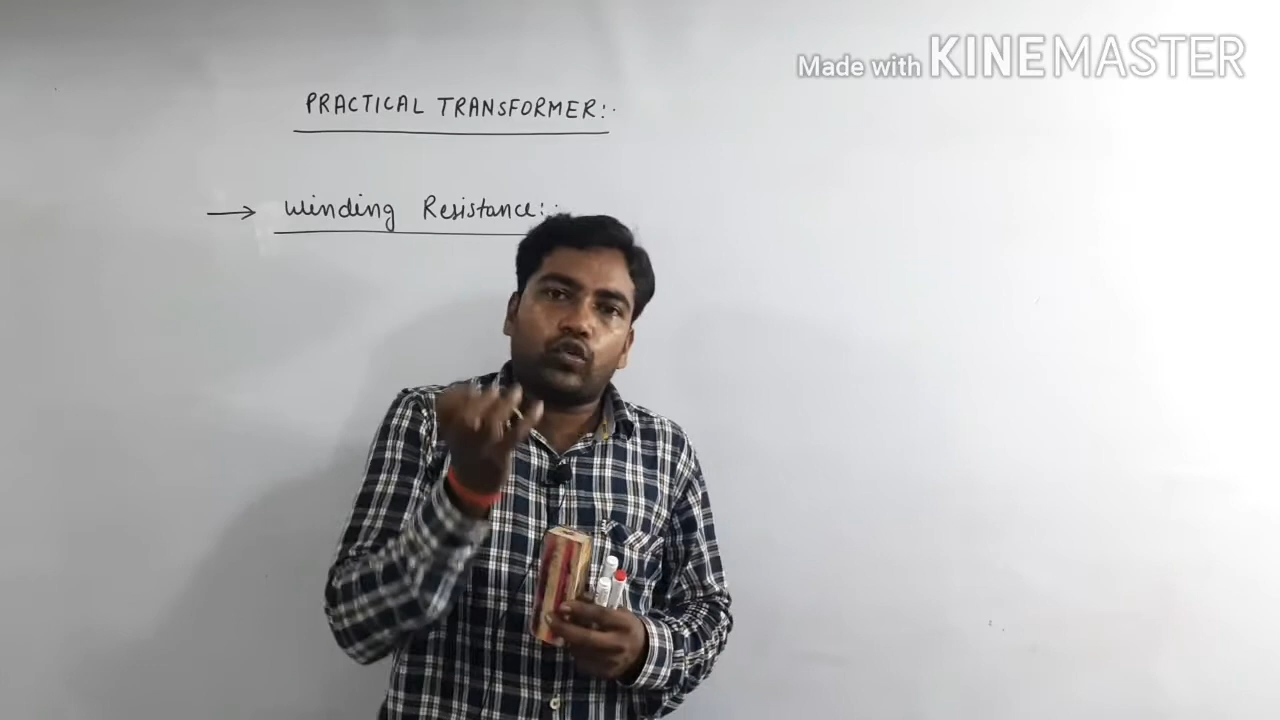 Made with KINEMASTER
PRACTICAL TRANSFORMER:.
→ Winding Resistance:.